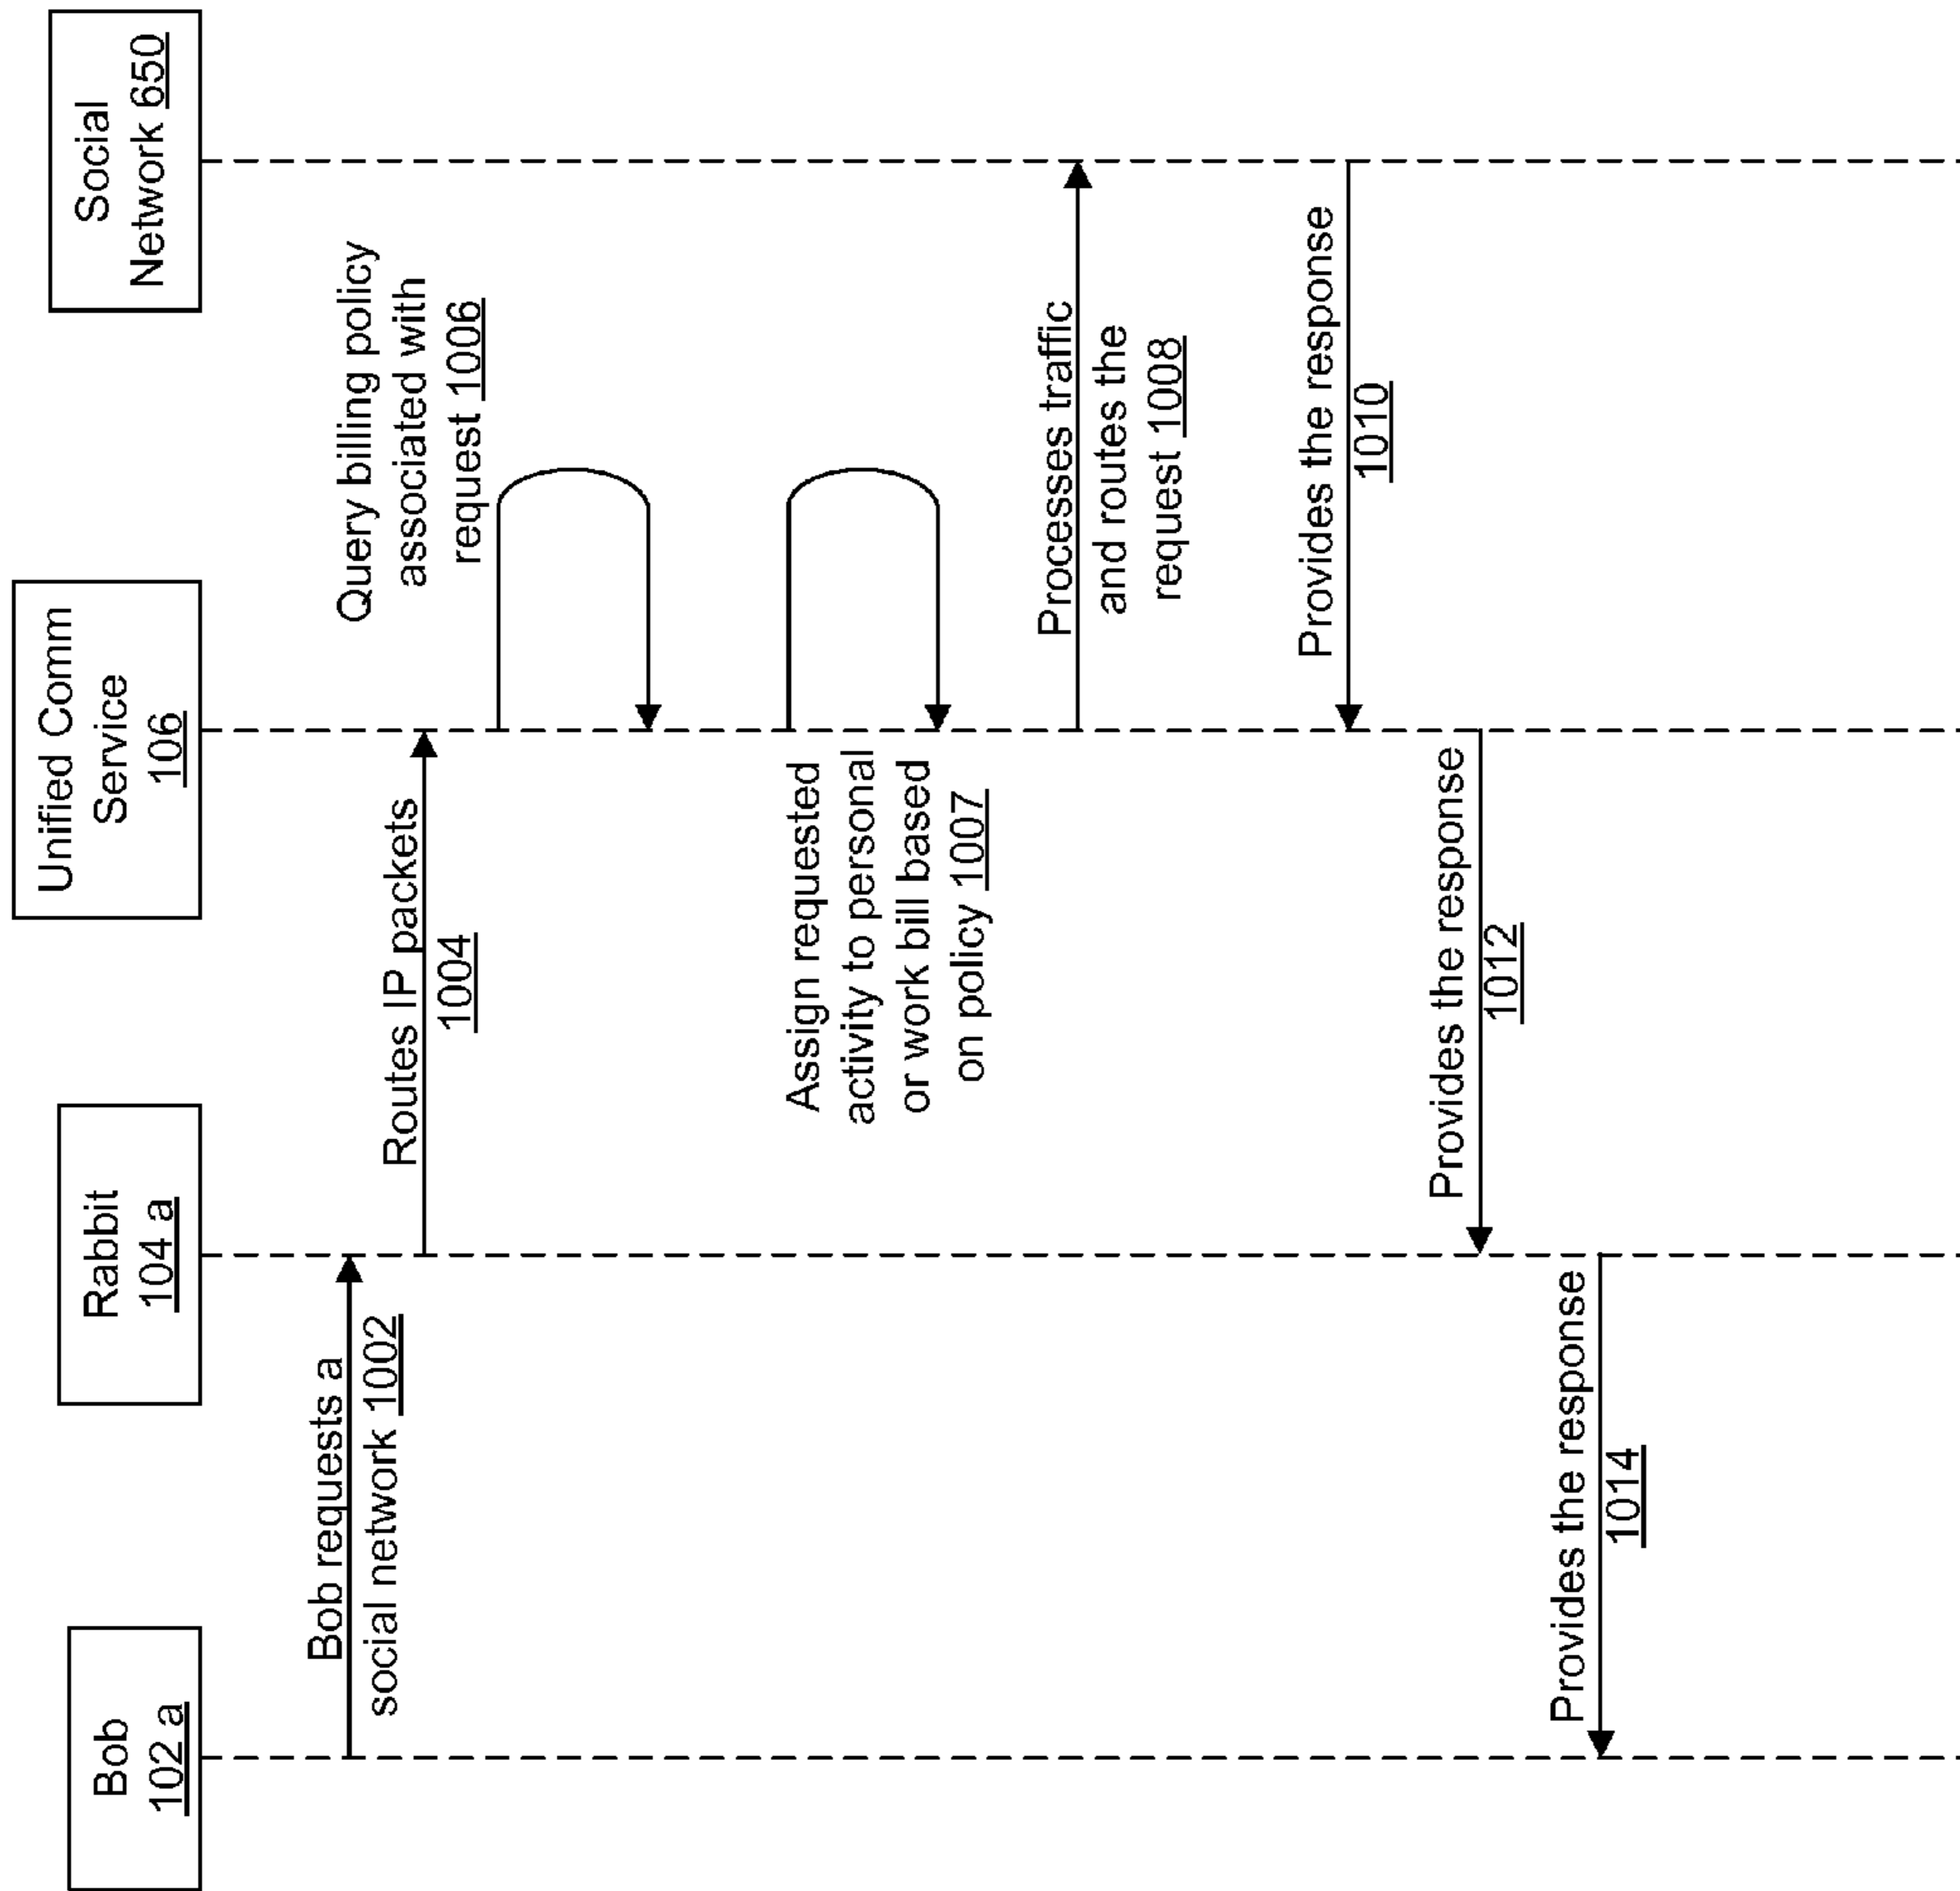 Bob
102 a
Rabbit
104 a
Unified Comm
Service
106
Social
Network 650
Bob requests a
social network 1002
Routes IP packets
1004
Query billing policy
associated with
request 1006
Assign requested
activity to personal
or work bill based
on policy 1007
Processes traffic
and routes the
request 1008
Provides the response
1010
Provides the response
1012
Provides the response
1014